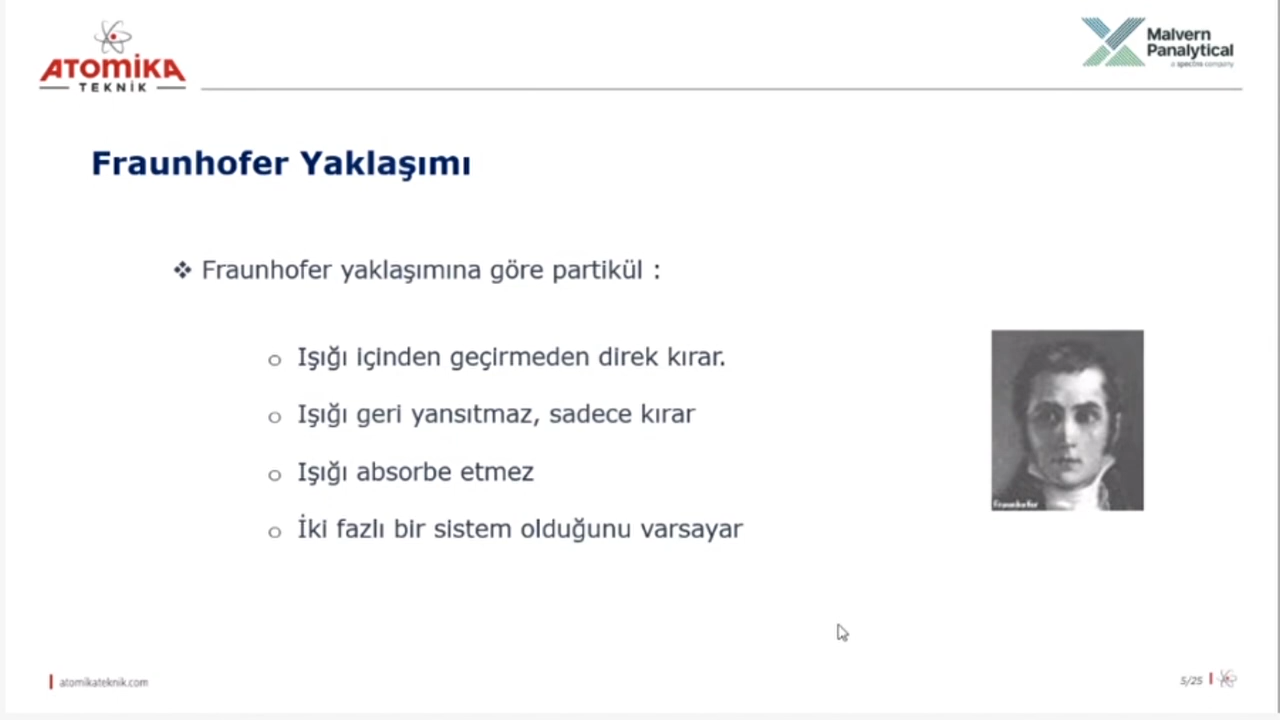 ATOMİKA
TEKNİK
Malvern
Panalytical
a spectris company
Fraunhofer Yaklaşımı
❖ Fraunhofer yaklaşımına göre partikül :
o Işığı içinden geçirmeden direk kırar.
o Işığı geri yansıtmaz, sadece kırar
o Işığı absorbe etmez
o İki fazlı bir sistem olduğunu varsayar
Fraunhofer
atomikateknik.com
5/25